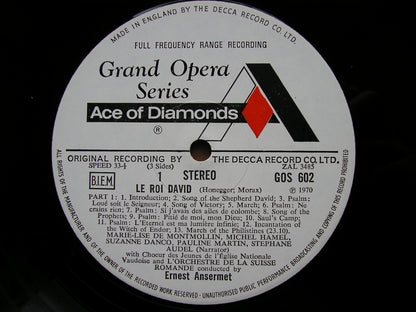 MADE IN ENGLAND BY THE DECCA RECORD CO. LTD.
FULL FREQUENCY RANGE RECORDING
Grand Opera
Series
Ace of Diamonds
®
ORIGINAL RECORDING BY THE DECCA RECORD CO. LTD.
SPEED 33⅓ (3 Sides) ZAL 3485
B.I.E.M. 1 STEREO GOS 602
LE ROI DAVID (Honegger; Morax) ℗ 1970
PART 1: 1. Introduction; 2. Song of the Shepherd David; 3. Psalm:
Loué soit le Seigneur; 4. Song of Victory; 5. March; 6. Psalm: Ne
crains rien; 7. Psalm: Si j'avais des ailes de colombe; 8. Song of the
Prophets; 9. Psalm: Pitié de moi, mon Dieu; 10. Saul's Camp;
11. Psalm: L'Eternel est ma lumière infinie; 12. Incantation of
the Witch of Endor; 13. March of the Philistines (23.10).
MARIE-LISE DE MONTMOLLIN, MICHEL HAMEL,
SUZANNE DANCO, PAULINE MARTIN, STEPHANE
AUDEL (Narrator)
with Choeur des Jeunes de l'Église Nationale
Vaudoise and L'ORCHESTRE DE LA SUISSE
ROMANDE conducted by
Ernest Ansermet
ALL RIGHTS OF THE MANUFACTURER AND OF THE OWNER OF THE RECORDED WORK RESERVED · UNAUTHORISED PUBLIC PERFORMANCE BROADCASTING AND COPYING OF THIS RECORD PROHIBITED